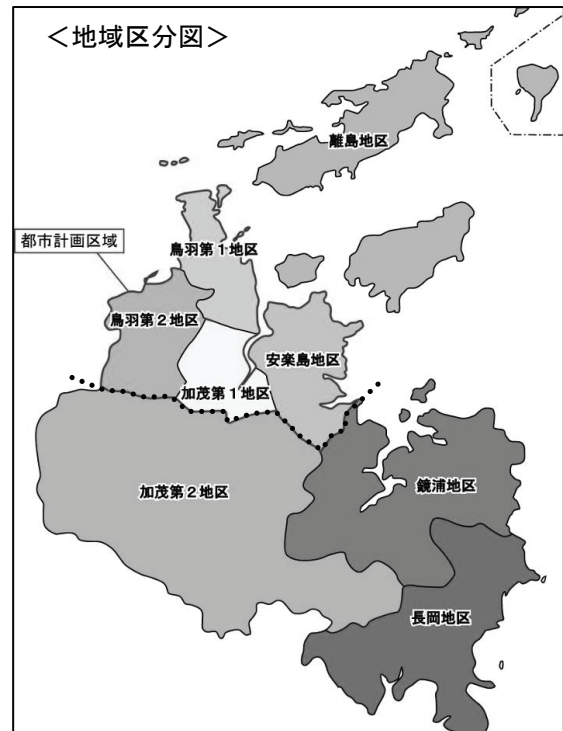 ＜地域区分図＞
離島地区
鳥羽第１地区
都市計画区域
鳥羽第２地区
安楽島地区
加茂第１地区
加茂第２地区
鏡浦地区
長岡地区